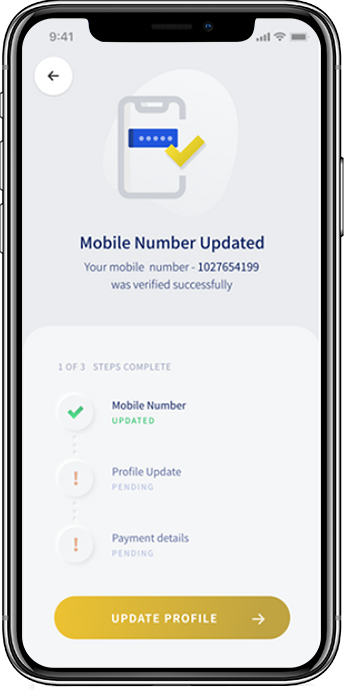 9:41
Mobile Number Updated
Your mobile number - 1027654199
was verified successfully
1 OF 3 STEPS COMPLETE
Mobile Number
UPDATED
Profile Update
PENDING
Payment details
PENDING
UPDATE PROFILE